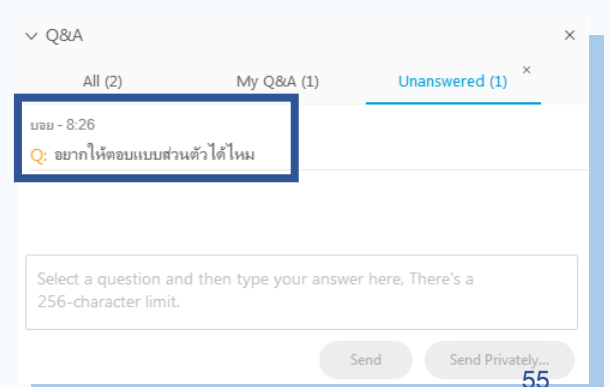 Q&A
All (2) My Q&A (1) Unanswered (1)
บอย - 8:26
Q: อยากให้ตอบแบบส่วนตัวได้ไหม
Select a question and then type your answer here, There's a
256-character limit.
Send Send Privately...
55